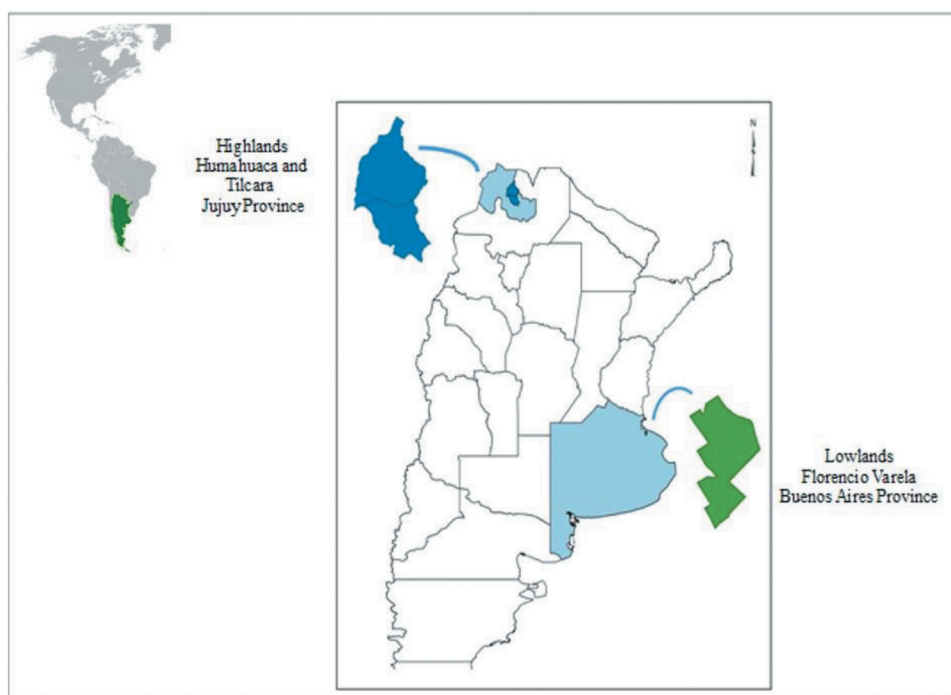 Highlands
Humahuaca and
Tilcara
Jujuy Province
N
Lowlands
Florencio Varela
Buenos Aires Province